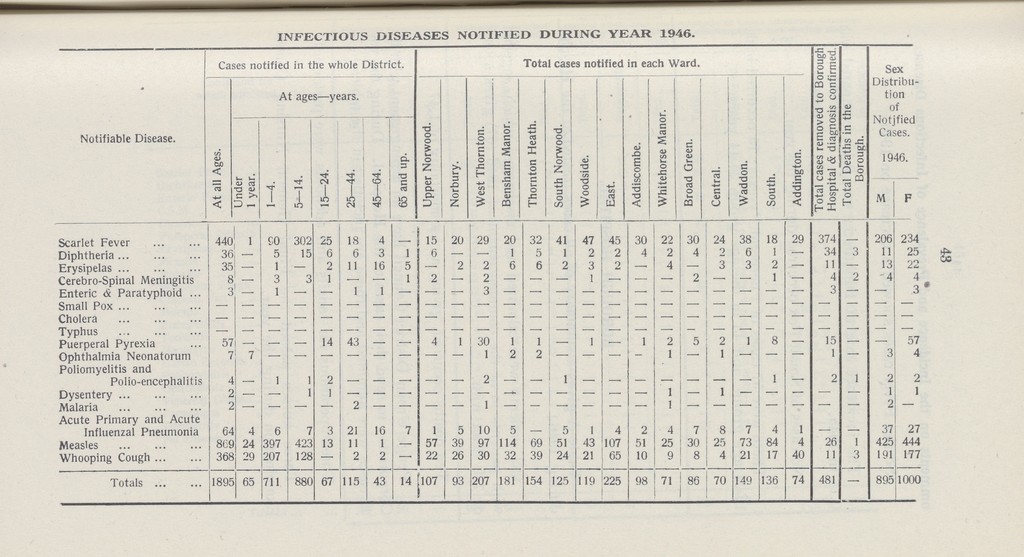 INFECTIOUS DISEASES NOTIFIED DURING YEAR 1946.
Notifiable Disease. | Cases notified in the whole District. | Total cases notified in each Ward. | Total cases removed to Borough Hospital & diagnosis confirmed. | Total Deaths in the Borough. | Sex Distribution of Notified Cases. 1946.
At ages—years.
At all Ages. | Under 1 year. | 1—4. | 5—14. | 15—24. | 25—44. | 45—64. | 65 and up. | Upper Norwood. | Norbury. | West Thornton. | Bensham Manor. | Thornton Heath. | South Norwood. | Woodside. | East. | Addiscombe. | Whitehorse Manor. | Broad Green. | Central. | Waddon. | South. | Addington. | M | F
Scarlet Fever ... ... 440 1 90 302 25 18 4 — 15 20 29 20 32 41 47 45 30 22 30 24 38 18 29 374 — 206 234
Diphtheria ... ... 36 — 5 15 6 6 3 1 6 — — 1 5 1 2 2 4 2 4 2 6 1 — 34 3 11 25
Erysipelas ... ... 35 — 1 — 2 11 16 5 — 2 2 6 6 2 3 2 — 4 — 3 3 2 — 11 — 13 22
Cerebro-Spinal Meningitis 8 — 3 3 1 — — 1 2 — 2 — — — 1 — — — 2 — — 1 — 4 2 4 4
Enteric & Paratyphoid ... 3 — 1 — — 1 1 — — — 3 — — — — — — — — — — — — 3 — — 3
Small Pox ... ... ... — — — — — — — — — — — — — — — — — — — — — — — — — — —
Cholera ... ... — — — — — — — — — — — — — — — — — — — — — — — — — — —
Typhus ... ... — — — — — — — — — — — — — — — — — — — — — — — — — — —
Puerperal Pyrexia ... 57 — — — 14 43 — — 4 1 30 1 1 — 1 — 1 2 5 2 1 8 — 15 — — 57
Ophthalmia Neonatorum 7 7 — — — — — — — — 1 2 2 — — — — 1 — 1 — — — 1 — 3 4
Poliomyelitis and
Polio-encephalitis 4 — 1 1 2 — — — — — 2 — — 1 — — — — — — — 1 — 2 1 2 2
Dysentery ... ... ... 2 — — 1 1 — — — — — — — — — — — — 1 — 1 — — — — — 1 1
Malaria ... ... ... 2 — — — — 2 — — — — 1 — — — — — — 1 — — — — — — — 2 —
Acute Primary and Acute
Influenzal Pneumonia 64 4 6 7 3 21 16 7 1 5 10 5 — 5 1 4 2 4 7 8 7 4 1 — — 37 27
Measles ... ... ... 869 24 397 423 13 11 1 — 57 39 97 114 69 51 43 107 51 25 30 25 73 84 4 26 1 425 444
Whooping Cough ... ... 368 29 207 128 — 2 2 — 22 26 30 32 39 24 21 65 10 9 8 4 21 17 40 11 3 191 177
Totals ... ... 1895 65 711 880 67 115 43 14 107 93 207 181 154 125 119 225 98 71 86 70 149 136 74 481 — 895 1000
43